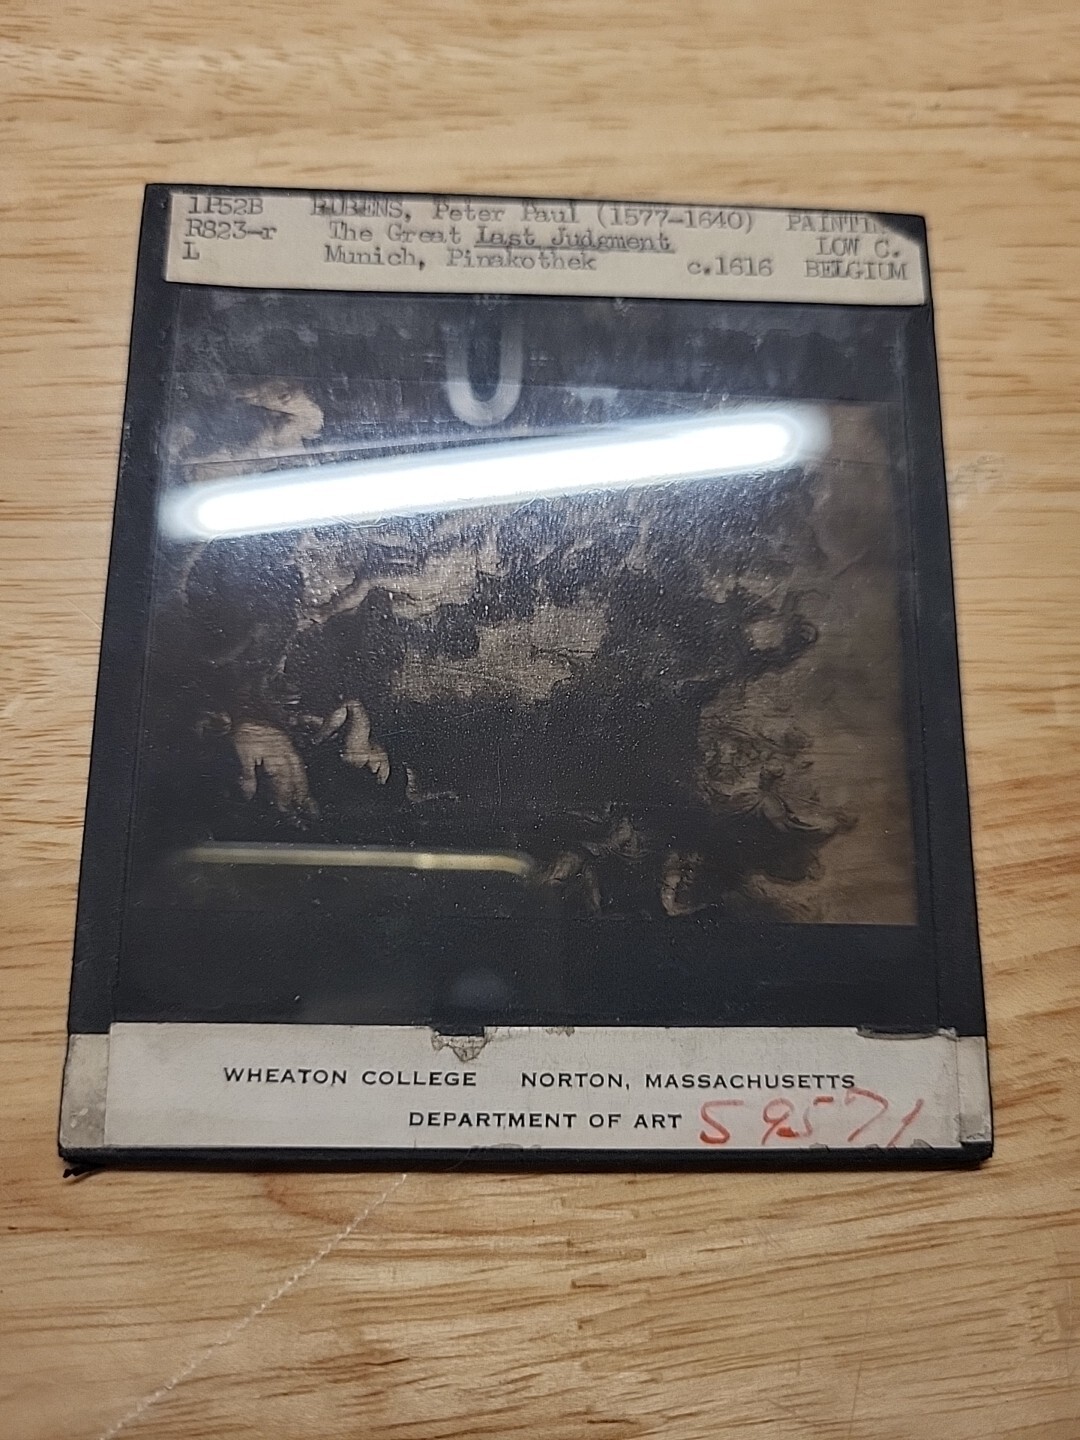 1P52B RUBENS, Peter Paul (1577-1640) PAINTIN
R823-r The Great Last Judgment LOW C.
L Munich, Pinakothek c.1616 BELGIUM
WHEATON COLLEGE NORTON, MASSACHUSETTS
DEPARTMENT OF ART 59571